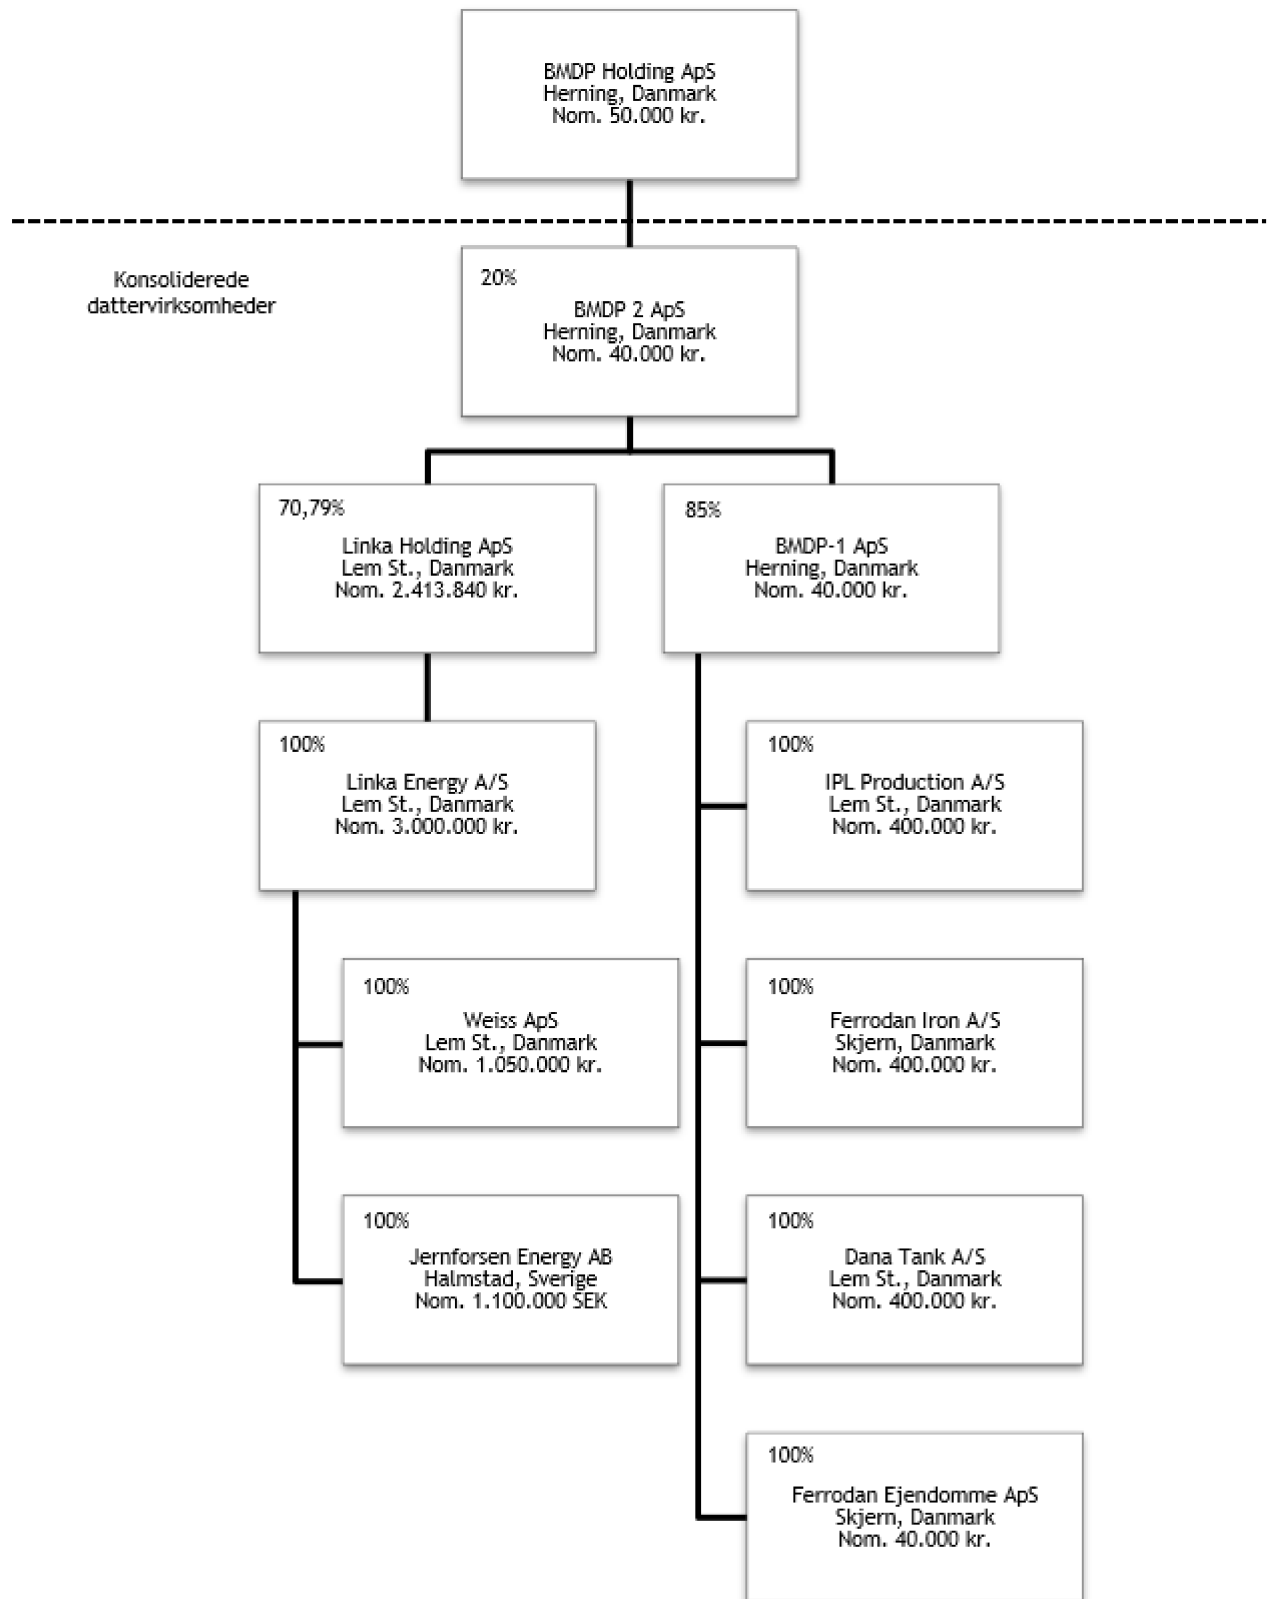 BMDP Holding ApS
Herning, Danmark
Nom. 50.000 kr.
Konsoliderede
dattervirksomheder
20%
BMDP 2 ApS
Herning, Danmark
Nom. 40.000 kr.
70,79%
Linka Holding ApS
Lem St., Danmark
Nom. 2.413.840 kr.
85%
BMDP-1 ApS
Herning, Danmark
Nom. 40.000 kr.
100%
Linka Energy A/S
Lem St., Danmark
Nom. 3.000.000 kr.
100%
IPL Production A/S
Lem St., Danmark
Nom. 400.000 kr.
100%
Weiss ApS
Lem St., Danmark
Nom. 1.050.000 kr.
100%
Ferrodan Iron A/S
Skjern, Danmark
Nom. 400.000 kr.
100%
Jernforsen Energy AB
Halmstad, Sverige
Nom. 1.100.000 SEK
100%
Dana Tank A/S
Lem St., Danmark
Nom. 400.000 kr.
100%
Ferrodan Ejendomme ApS
Skjern, Danmark
Nom. 40.000 kr.